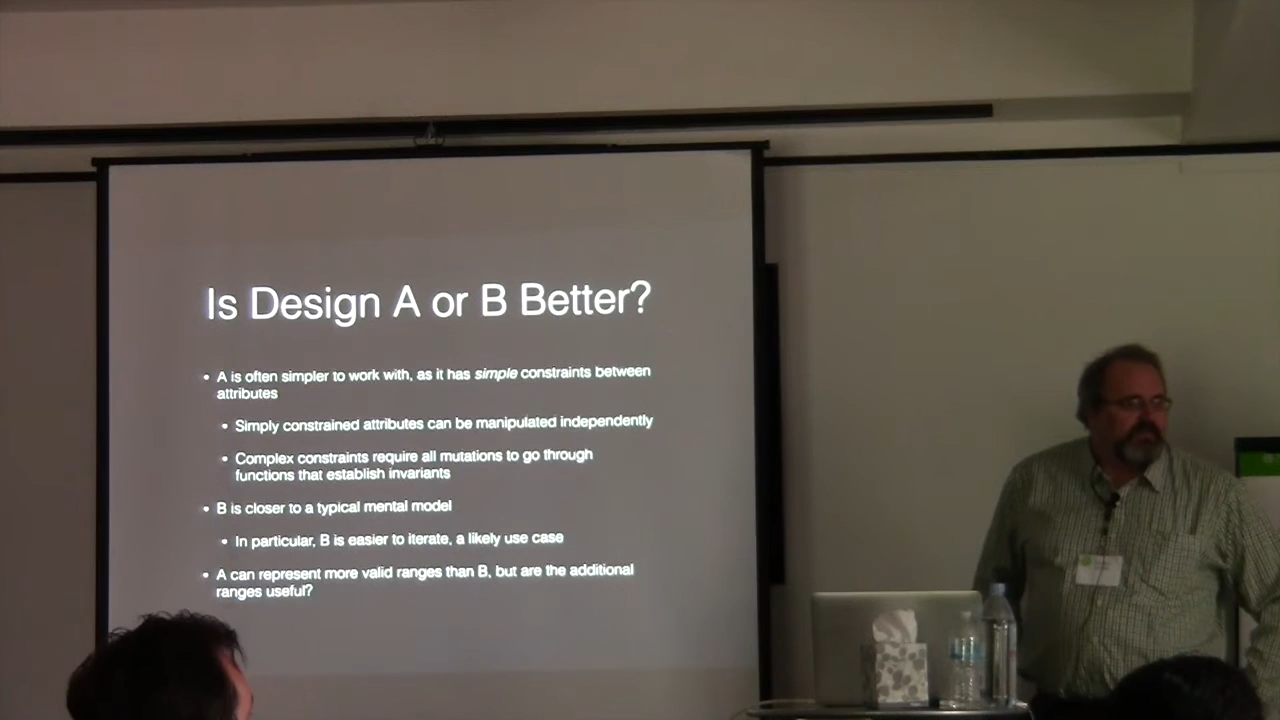 Is Design A or B Better?
• A is often simpler to work with, as it has simple constraints between
attributes
• Simply constrained attributes can be manipulated independently
• Complex constraints require all mutations to go through
functions that establish invariants
• B is closer to a typical mental model
• In particular, B is easier to iterate, a likely use case
• A can represent more valid ranges than B, but are the additional
ranges useful?